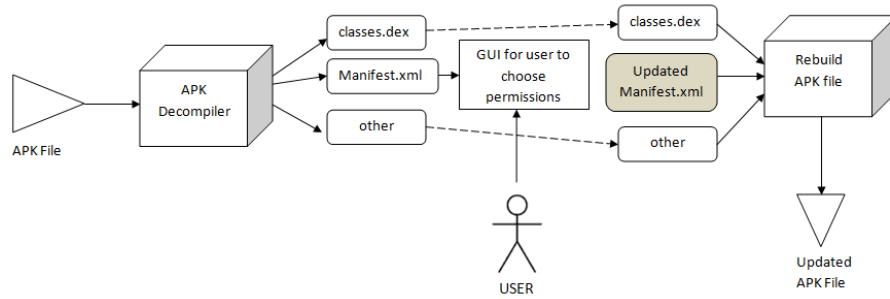 classes.dex
classes.dex
APK
Decompiler
Manifest.xml
GUI for user to
choose
permissions
Updated
Manifest.xml
Rebuild
APK file
other
other
APK File
USER
Updated
APK File